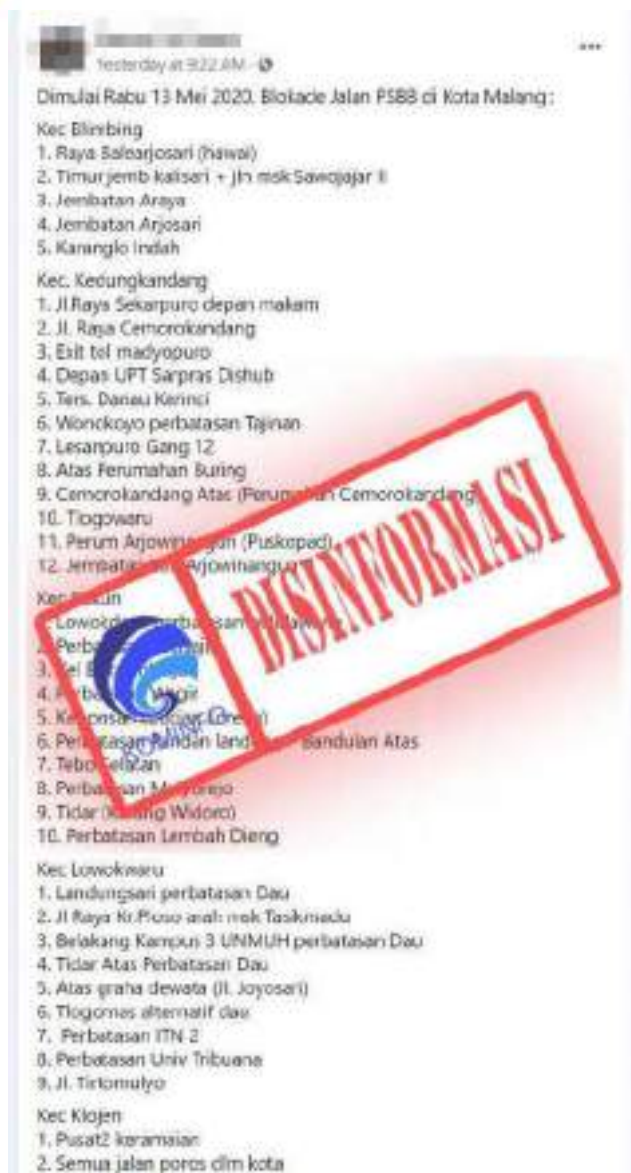 Yesterday at 9:22 AM
Dimulai Rabu 13 Mei 2020, Blokade Jalan PSBB di Kota Malang :
Kec Blimbing
1. Raya Balearjosari (hawai)
2. Timur jemb kalisari + jln msk Sawojajar II
3. Jembatan Araya
4. Jembatan Arjosari
5. Karanglo Indah
Kec. Kedungkandang
1. Jl Raya Sekarpuro depan makam
2. Jl. Raya Cemorokandang
3. Exit tol madyopuro
4. Depan UPT Sarpras Dishub
5. Ters. Danau Kerinci
6. Wonokoyo perbatasan Tajinan
7. Lesanpuro Gang 12
8. Atas Perumahan Buring
9. Cemorokandang Atas (Perumahan Cemorokandang)
10. Tlogowaru
11. Perum Arjowinangun (Puskopad)
12. Jembatan Arjowinangun
DISINFORMASI
KOMINFO
Kec
4. Wagir
5.
6. Perbatasan Pandan land Bandulan Atas
7. Tebo Selatan
8. Perbatasan
9. Tidar (Karang Widoro)
10. Perbatasan Lembah Dieng
Kec Lowokwaru
1. Landungsari perbatasan Dau
2. Jl Raya Kr.Ploso arah msk Tasikmadu
3. Belakang Kampus 3 UNMUH perbatasan Dau
4. Tidar Atas Perbatasan Dau
5. Atas graha dewata (Jl. Joyosari)
6. Tlogomas alternatif dau
7. Perbatasan ITN 2
8. Perbatasan Univ Tribuana
9. Jl. Tirtomulyo
Kec Klojen
1. Pusat2 keramaian
2. Semua jalan poros dlm kota